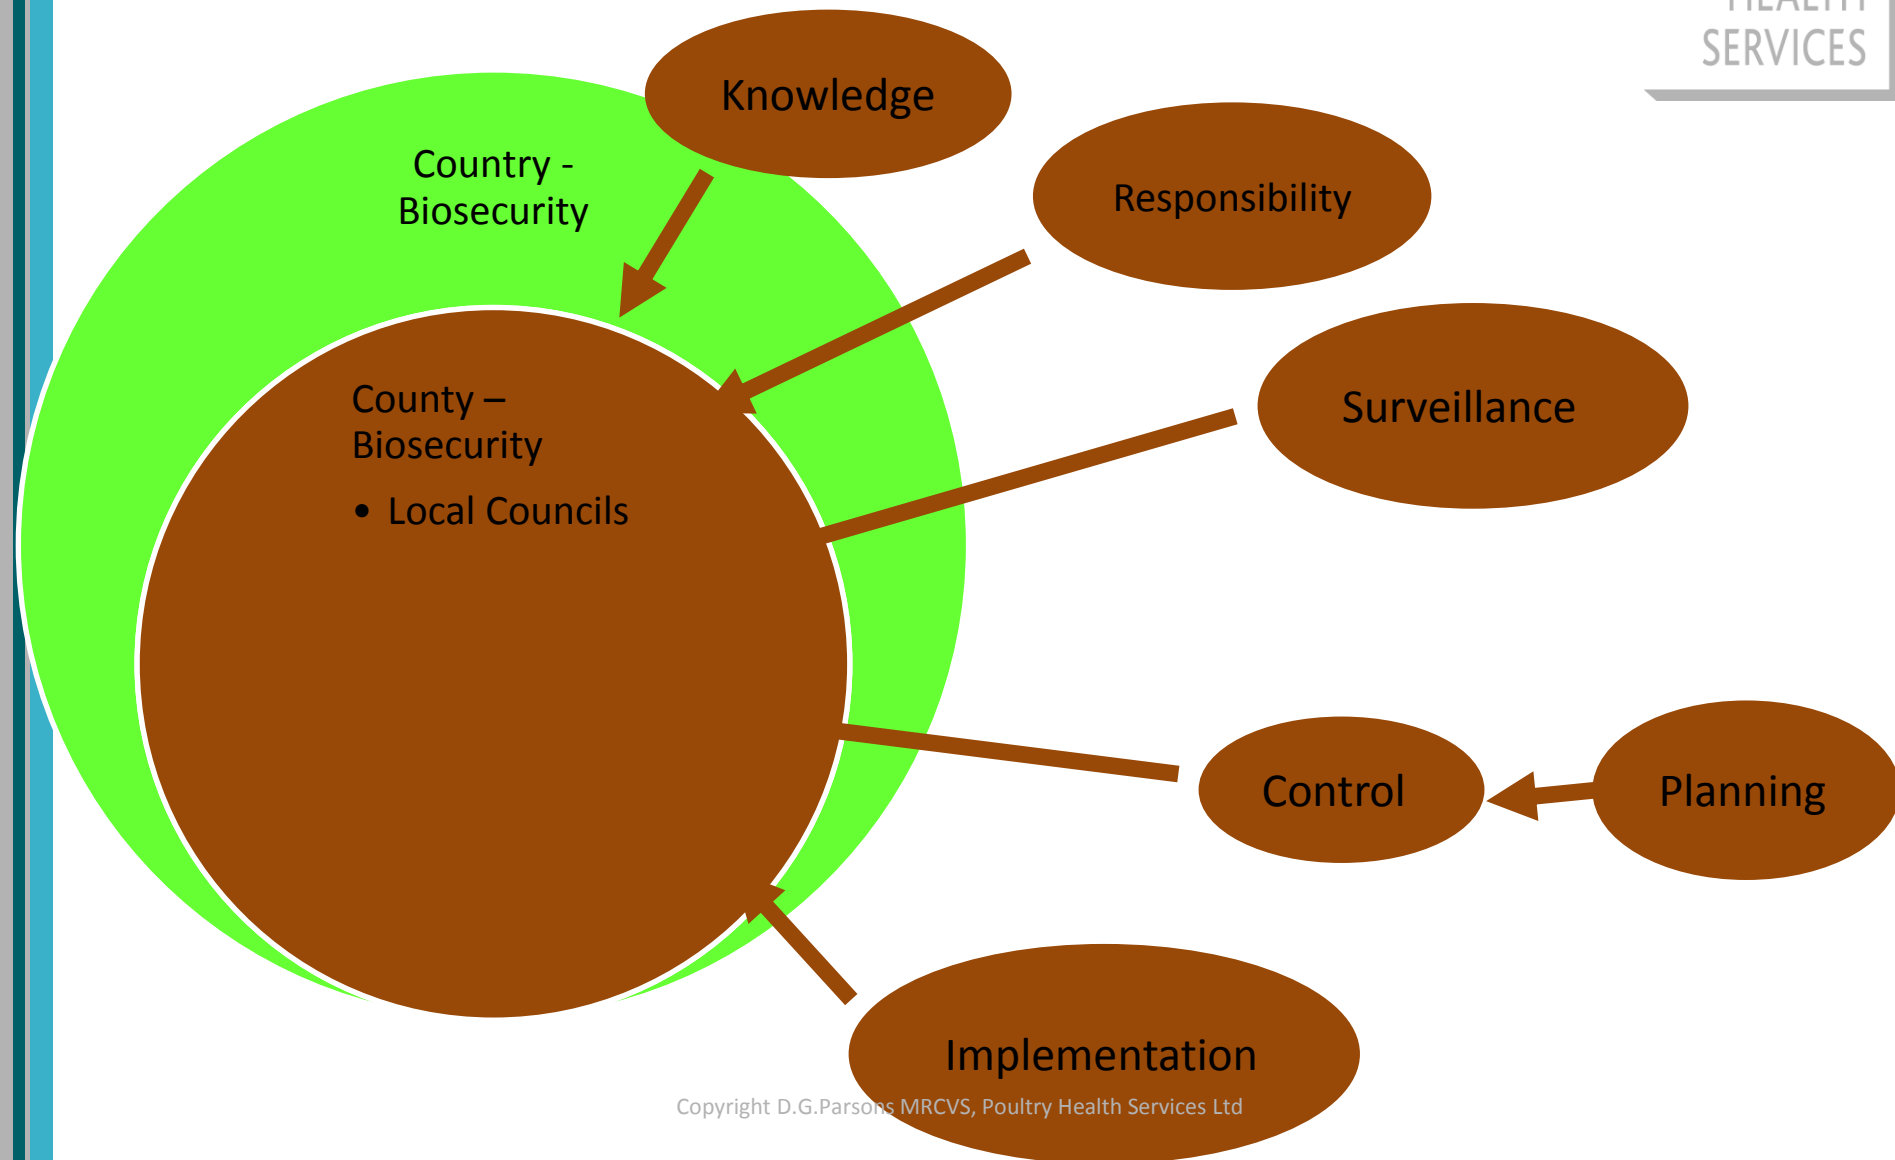 HEALTH
SERVICES
Knowledge
Country -
Biosecurity
Responsibility
Surveillance
County –
Biosecurity
• Local Councils
Control
Planning
Implementation
Copyright D.G.Parsons MRCVS, Poultry Health Services Ltd